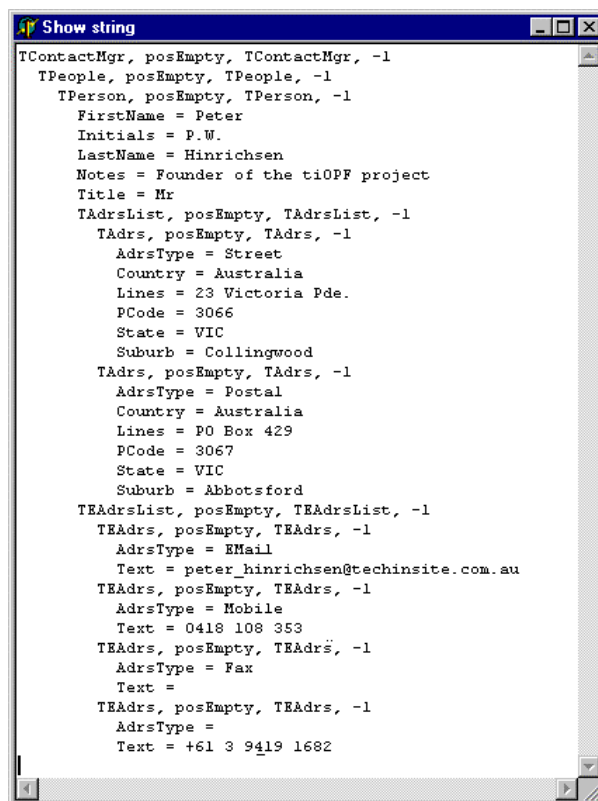 Show string
TContactMgr, posEmpty, TContactMgr, -1
TPeople, posEmpty, TPeople, -1
TPerson, posEmpty, TPerson, -1
FirstName = Peter
Initials = P.W.
LastName = Hinrichsen
Notes = Founder of the tiOPF project
Title = Mr
TAdrsList, posEmpty, TAdrsList, -1
TAdrs, posEmpty, TAdrs, -1
AdrsType = Street
Country = Australia
Lines = 23 Victoria Pde.
PCode = 3066
State = VIC
Suburb = Collingwood
TAdrs, posEmpty, TAdrs, -1
AdrsType = Postal
Country = Australia
Lines = PO Box 429
PCode = 3067
State = VIC
Suburb = Abbotsford
TEAdrsList, posEmpty, TEAdrsList, -1
TEAdrs, posEmpty, TEAdrs, -1
AdrsType = EMail
Text = peter_hinrichsen@techinsite.com.au
TEAdrs, posEmpty, TEAdrs, -1
AdrsType = Mobile
Text = 0418 108 353
TEAdrs, posEmpty, TEAdrs, -1
AdrsType = Fax
Text =
TEAdrs, posEmpty, TEAdrs, -1
AdrsType =
Text = +61 3 9419 1682